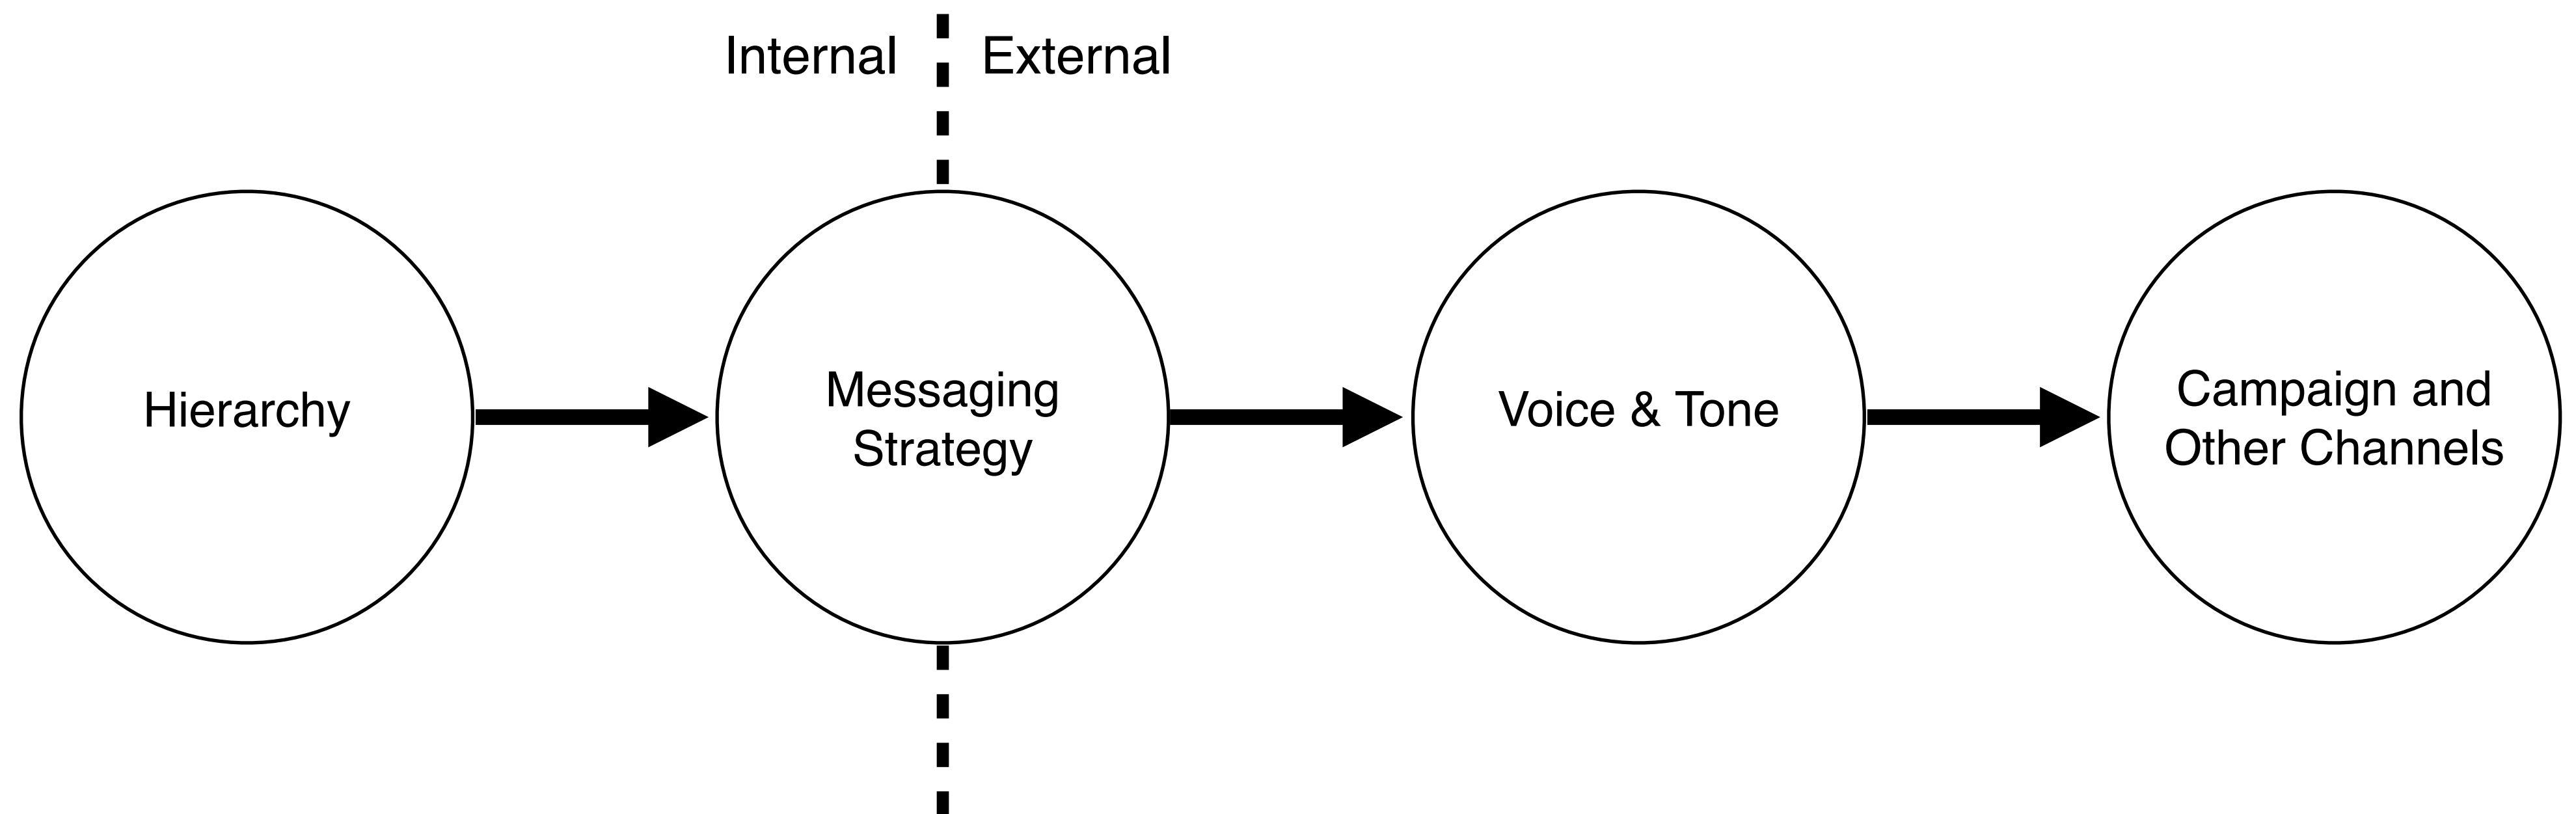 Internal
External
Hierarchy
Messaging
Strategy
Voice & Tone
Campaign and
Other Channels